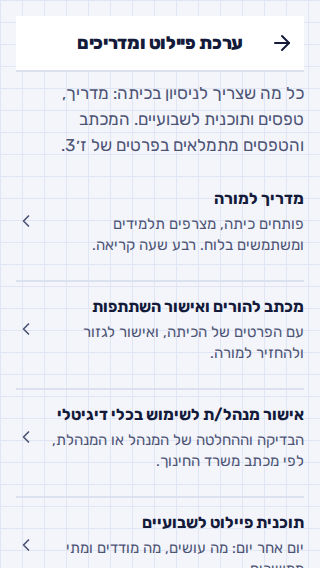 ערכת פיילוט ומדריכים
כל מה שצריך לניסיון בכיתה: מדריך,
טפסים ותוכנית לשבועיים. המכתב
והטפסים מתמלאים בפרטים של ז׳3.
מדריך למורה
פותחים כיתה, מצרפים תלמידים
ומשתמשים בלוח. רבע שעה קריאה.
מכתב להורים ואישור השתתפות
עם הפרטים של הכיתה, ואישור לגזור
ולהחזיר למורה.
אישור מנהל/ת לשימוש בכלי דיגיטלי
הבדיקה וההחלטה של המנהל או המנהלת,
לפי מכתב משרד החינוך.
תוכנית פיילוט לשבועיים
יום אחר יום: מה עושים, מה מודדים ומתי